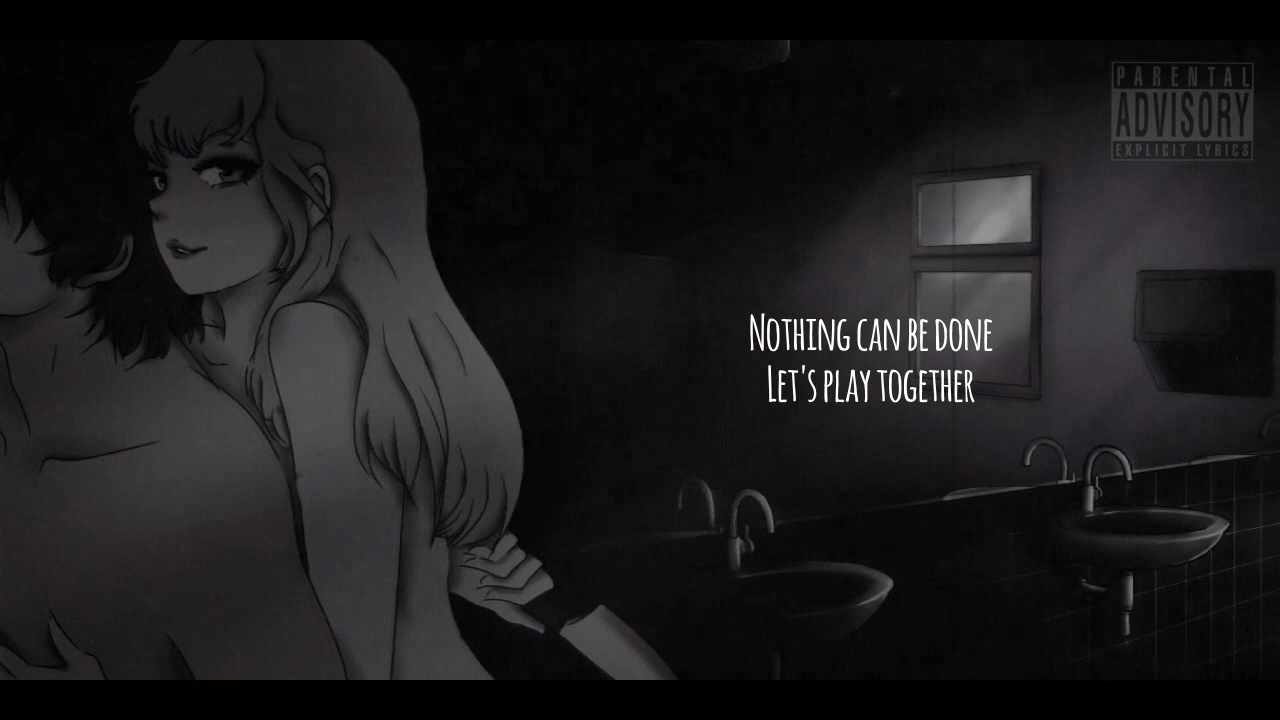 PARENTAL
ADVISORY
EXPLICIT LYRICS
Nothing can be done
Let's play together